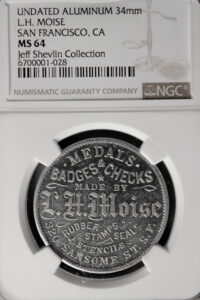 UNDATED ALUMINUM 34mm
L.H. MOISE
SAN FRANCISCO, CA
MS 64
Jeff Shevlin Collection
6700001-028
NUMISMATIC GUARANTY COMPANY
NGC
MEDALS
BADGES & CHECKS
MADE BY
L.H. Moise
RUBBER
STAMPS
SEALS
STENCILS
320 SANSOME ST. S.F.